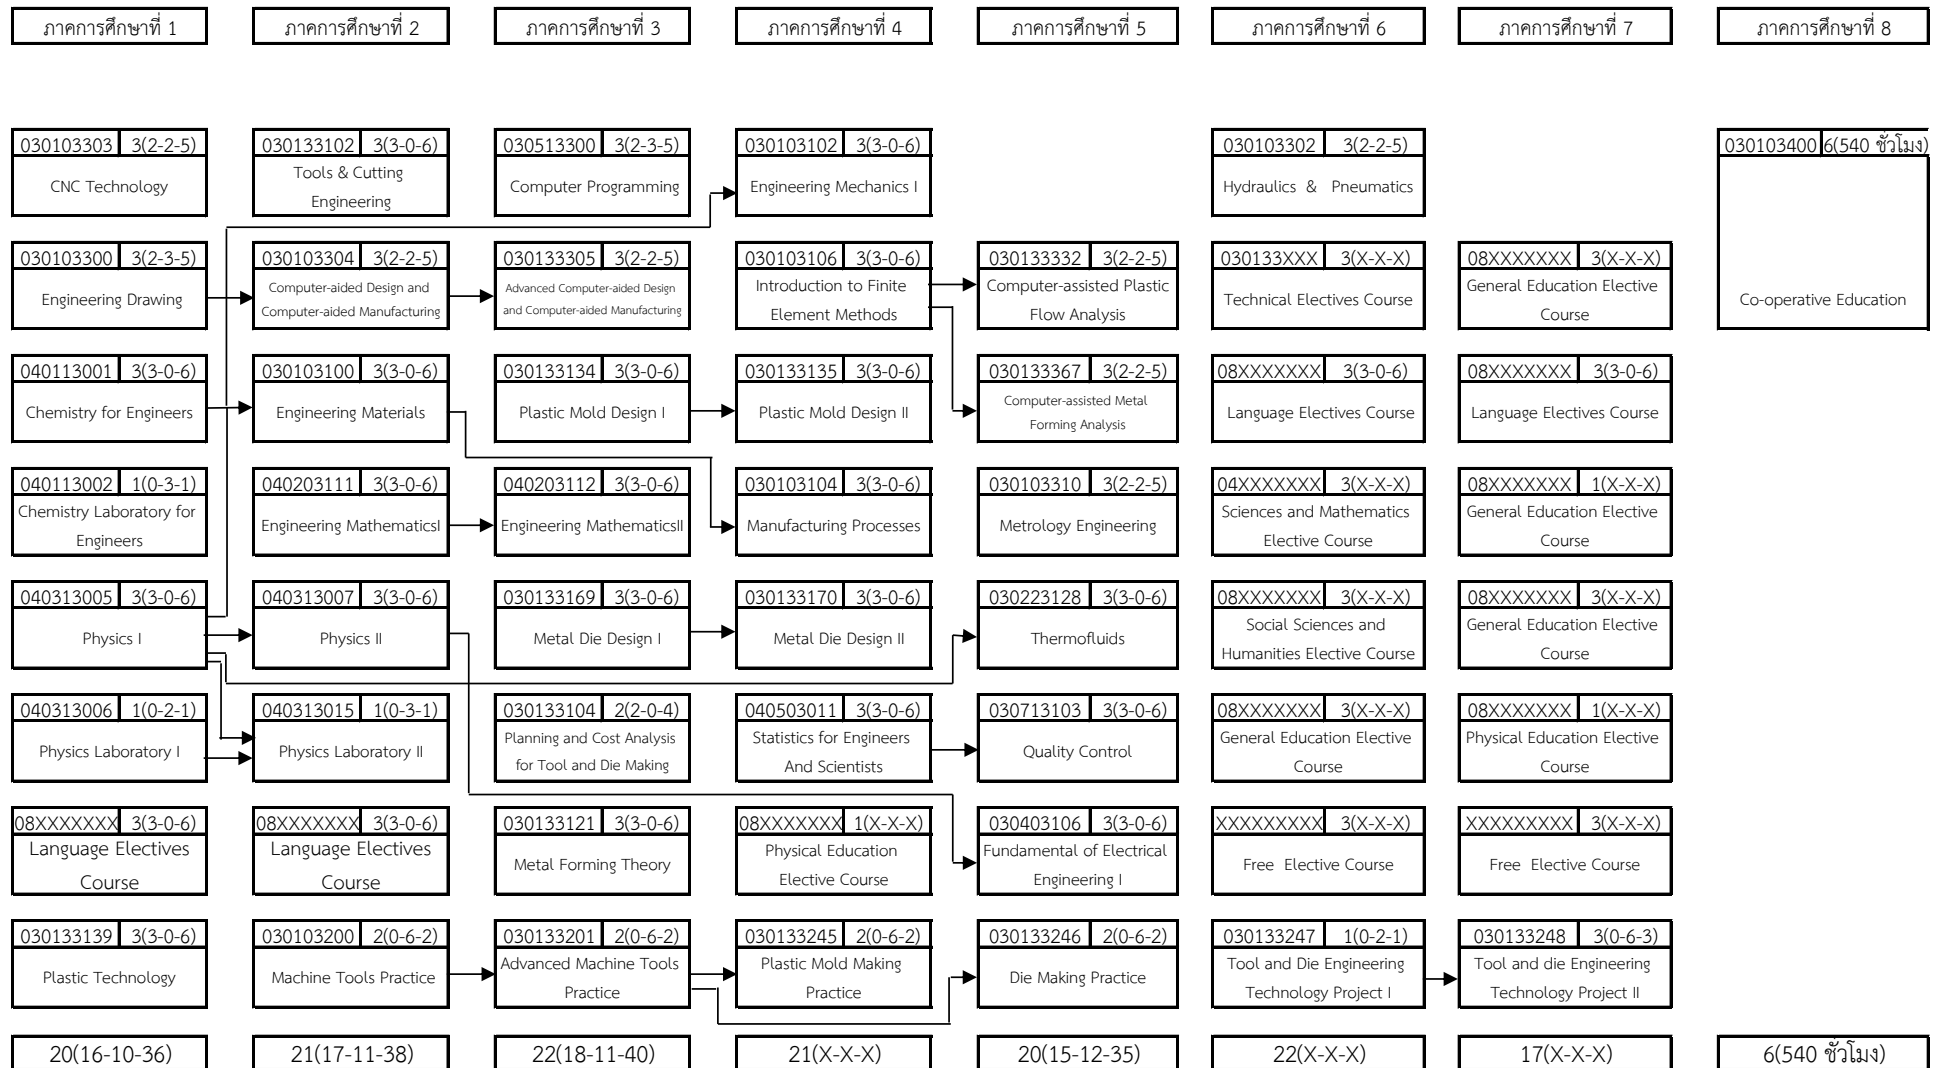 ภาคการศึกษาที่ 1
ภาคการศึกษาที่ 2
ภาคการศึกษาที่ 3
ภาคการศึกษาที่ 4
ภาคการศึกษาที่ 5
ภาคการศึกษาที่ 6
ภาคการศึกษาที่ 7
ภาคการศึกษาที่ 8
030103303 3(2-2-5)
CNC Technology
030133102 3(3-0-6)
Tools & Cutting
Engineering
030513300 3(2-3-5)
Computer Programming
030103102 3(3-0-6)
Engineering Mechanics I
030103302 3(2-2-5)
Hydraulics & Pneumatics
030103400 6(540 ชั่วโมง)
Co-operative Education
030103300 3(2-3-5)
Engineering Drawing
030103304 3(2-2-5)
Computer-aided Design and
Computer-aided Manufacturing
030133305 3(2-2-5)
Advanced Computer-aided Design
and Computer-aided Manufacturing
030103106 3(3-0-6)
Introduction to Finite
Element Methods
030133332 3(2-2-5)
Computer-assisted Plastic
Flow Analysis
030133XXX 3(X-X-X)
Technical Electives Course
08XXXXXXX 3(X-X-X)
General Education Elective
Course
040113001 3(3-0-6)
Chemistry for Engineers
030103100 3(3-0-6)
Engineering Materials
030133134 3(3-0-6)
Plastic Mold Design I
030133135 3(3-0-6)
Plastic Mold Design II
030133367 3(2-2-5)
Computer-assisted Metal
Forming Analysis
08XXXXXXX 3(3-0-6)
Language Electives Course
08XXXXXXX 3(3-0-6)
Language Electives Course
040113002 1(0-3-1)
Chemistry Laboratory for
Engineers
040203111 3(3-0-6)
Engineering MathematicsI
040203112 3(3-0-6)
Engineering MathematicsII
030103104 3(3-0-6)
Manufacturing Processes
030103310 3(2-2-5)
Metrology Engineering
04XXXXXXX 3(X-X-X)
Sciences and Mathematics
Elective Course
08XXXXXXX 1(X-X-X)
General Education Elective
Course
040313005 3(3-0-6)
Physics I
040313007 3(3-0-6)
Physics II
030133169 3(3-0-6)
Metal Die Design I
030133170 3(3-0-6)
Metal Die Design II
030223128 3(3-0-6)
Thermofluids
08XXXXXXX 3(X-X-X)
Social Sciences and
Humanities Elective Course
08XXXXXXX 3(X-X-X)
General Education Elective
Course
040313006 1(0-2-1)
Physics Laboratory I
040313015 1(0-3-1)
Physics Laboratory II
030133104 2(2-0-4)
Planning and Cost Analysis
for Tool and Die Making
040503011 3(3-0-6)
Statistics for Engineers
And Scientists
030713103 3(3-0-6)
Quality Control
08XXXXXXX 3(X-X-X)
General Education Elective
Course
08XXXXXXX 1(X-X-X)
Physical Education Elective
Course
08XXXXXXX 3(3-0-6)
Language Electives
Course
08XXXXXXX 3(3-0-6)
Language Electives
Course
030133121 3(3-0-6)
Metal Forming Theory
08XXXXXXX 1(X-X-X)
Physical Education
Elective Course
030403106 3(3-0-6)
Fundamental of Electrical
Engineering I
XXXXXXXXX 3(X-X-X)
Free Elective Course
XXXXXXXXX 3(X-X-X)
Free Elective Course
030133139 3(3-0-6)
Plastic Technology
030103200 2(0-6-2)
Machine Tools Practice
030133201 2(0-6-2)
Advanced Machine Tools
Practice
030133245 2(0-6-2)
Plastic Mold Making
Practice
030133246 2(0-6-2)
Die Making Practice
030133247 1(0-2-1)
Tool and Die Engineering
Technology Project I
030133248 3(0-6-3)
Tool and die Engineering
Technology Project II
20(16-10-36)
21(17-11-38)
22(18-11-40)
21(X-X-X)
20(15-12-35)
22(X-X-X)
17(X-X-X)
6(540 ชั่วโมง)